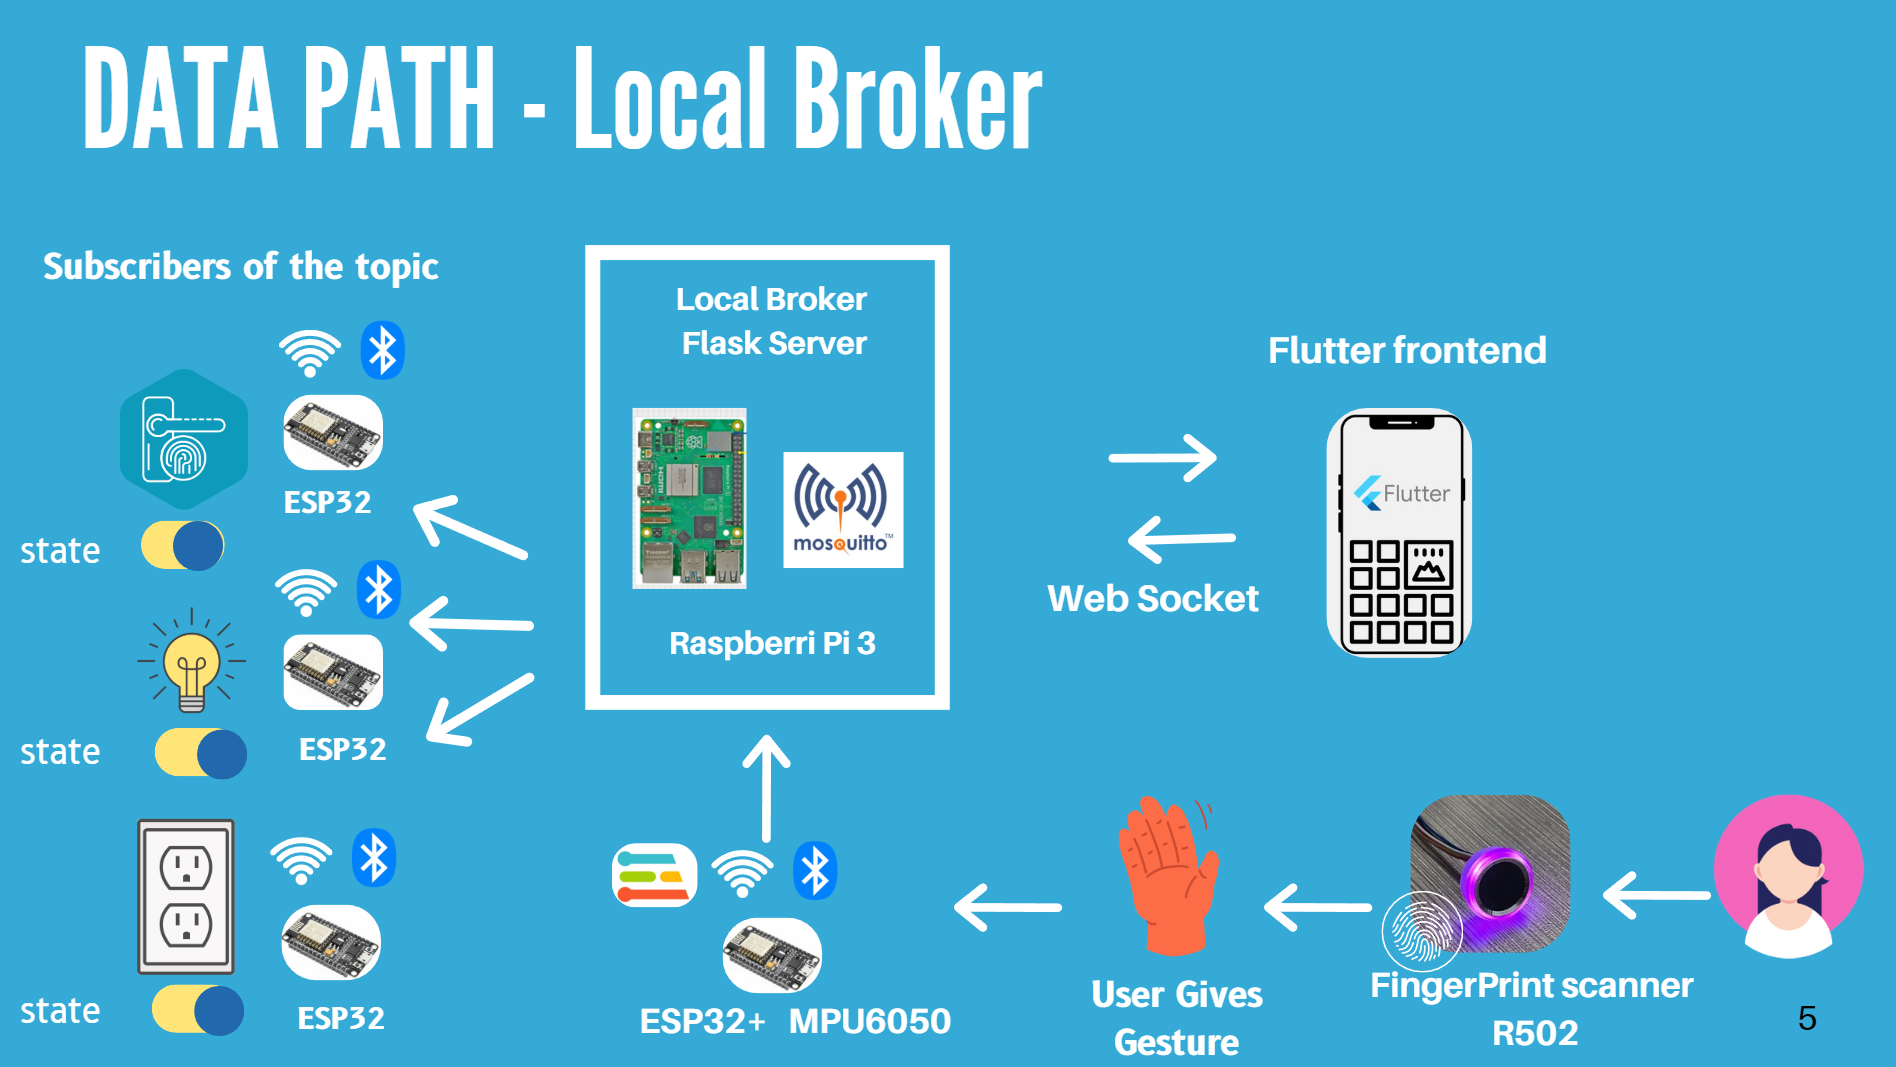 DATA PATH - Local Broker
Subscribers of the topic
ESP32
state
ESP32
state
ESP32
state
Local Broker
Flask Server
mosquitto™
Raspberri Pi 3
Web Socket
Flutter frontend
Flutter
ESP32+ MPU6050
User Gives
Gesture
FingerPrint scanner
R502
5